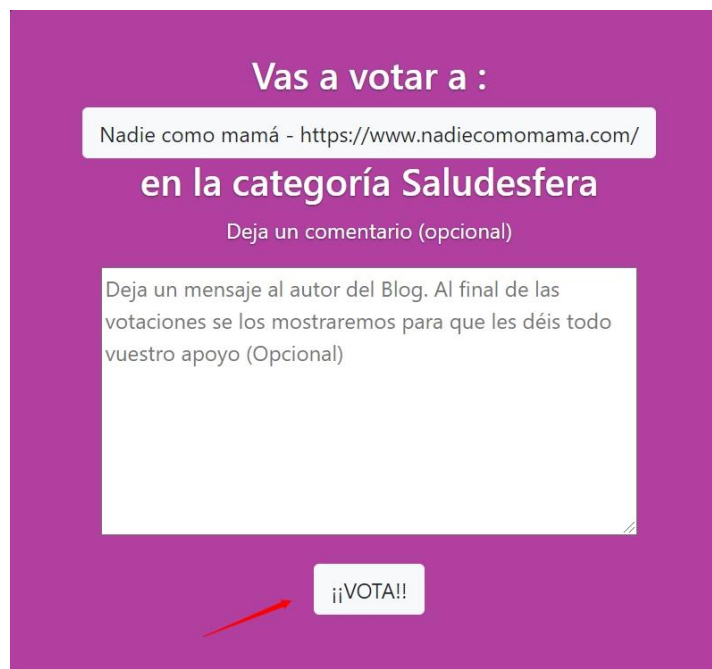 Vas a votar a :
Nadie como mamá - https://www.nadiecomomama.com/
en la categoría Saludesfera
Deja un comentario (opcional)
Deja un mensaje al autor del Blog. Al final de las
votaciones se los mostraremos para que les déis todo
vuestro apoyo (Opcional)
¡¡VOTA!!